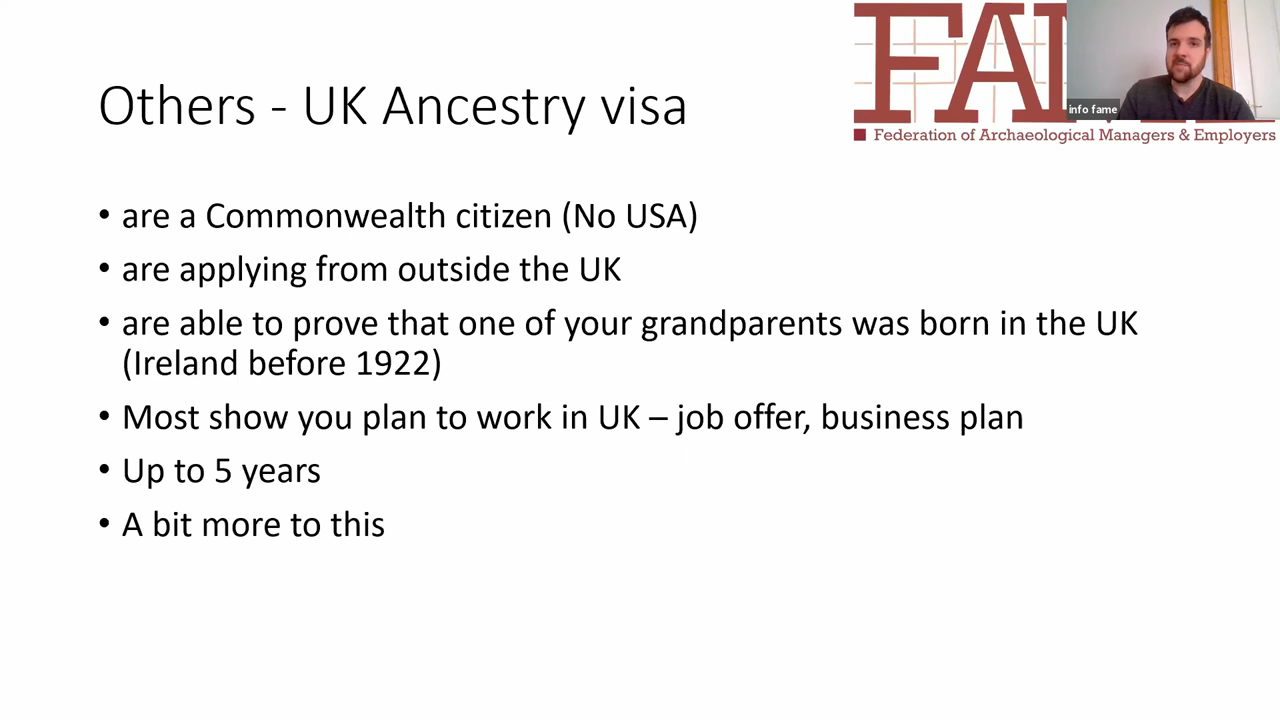 Others - UK Ancestry visa
info fame
Federation of Archaeological Managers & Employers
• are a Commonwealth citizen (No USA)
• are applying from outside the UK
• are able to prove that one of your grandparents was born in the UK
(Ireland before 1922)
• Most show you plan to work in UK – job offer, business plan
• Up to 5 years
• A bit more to this